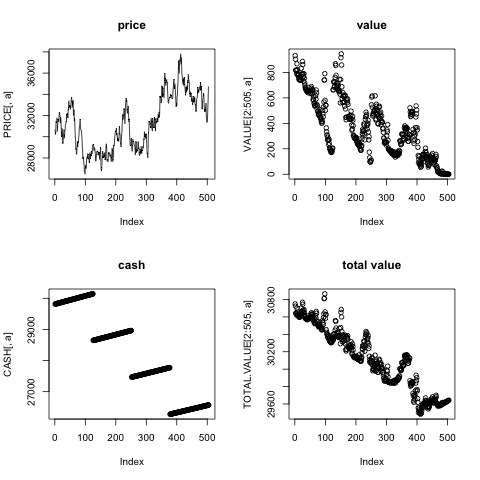 price
PRICE[, a]
28000 32000 36000
0 100 200 300 400 500
Index
value
VALUE[2:505, a]
0 200 400 600 800
0 100 200 300 400 500
Index
cash
CASH[, a]
27000 29000
0 100 200 300 400 500
Index
total value
TOTAL.VALUE[2:505, a]
29600 30200 30800
0 100 200 300 400 500
Index